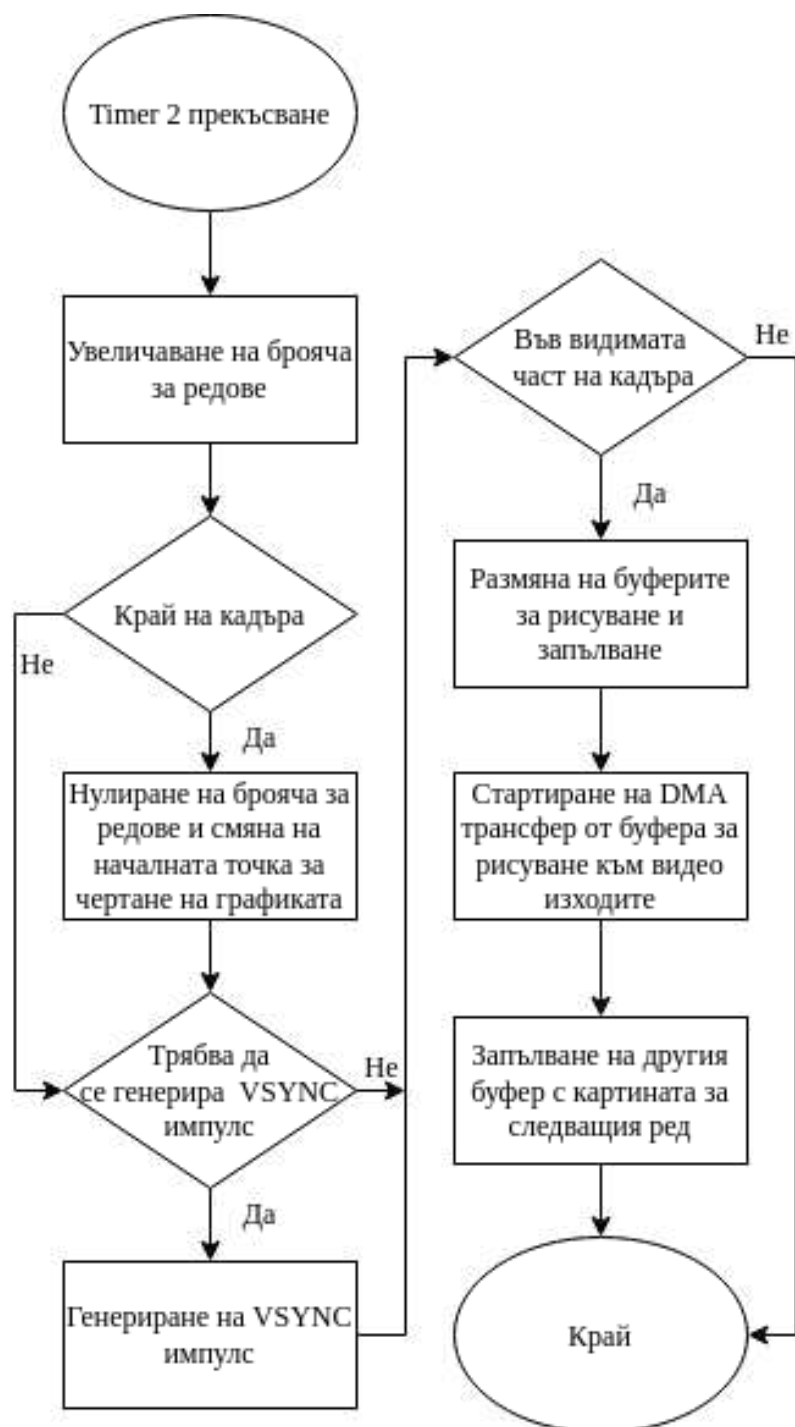 Timer 2 прекъсване
Увеличаване на брояча
за редове
Край на кадъра
Не
Да
Нулиране на брояча за
редове и смяна на
началната точка за
чертане на графиката
Трябва да
се генерира VSYNC
импулс
Не
Да
Генериране на VSYNC
импулс
Във видимата
част на кадъра
Не
Да
Размяна на буферите
за рисуване и
запълване
Стартиране на DMA
трансфер от буфера за
рисуване към видео
изходите
Запълване на другия
буфер с картината за
следващия ред
Край